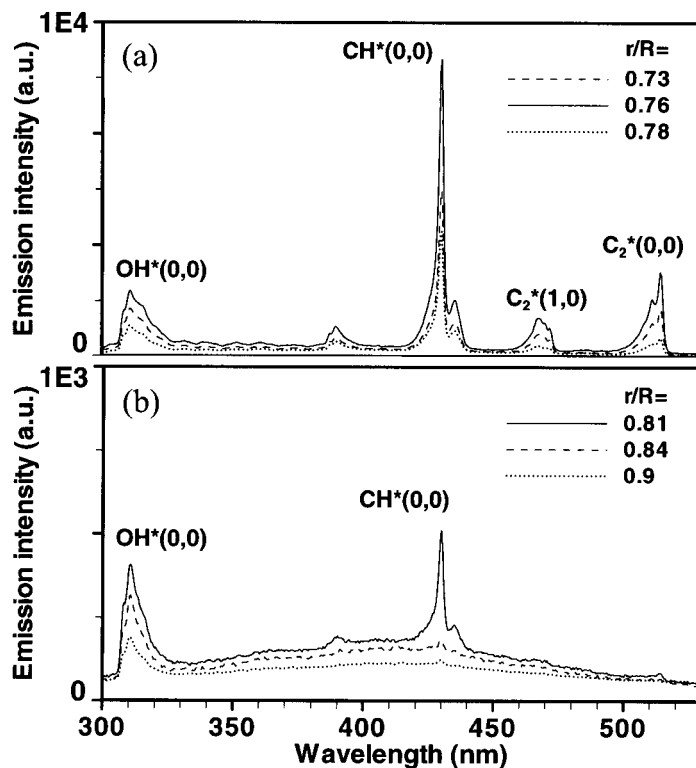 1E4
(a)
CH*(0,0)
r/R=
0.73
0.76
0.78
OH*(0,0)
C₂*(1,0)
C₂*(0,0)
Emission intensity (a.u.)
0
1E3
(b)
r/R=
0.81
0.84
0.9
CH*(0,0)
OH*(0,0)
Emission intensity (a.u.)
0
300 350 400 450 500
Wavelength (nm)